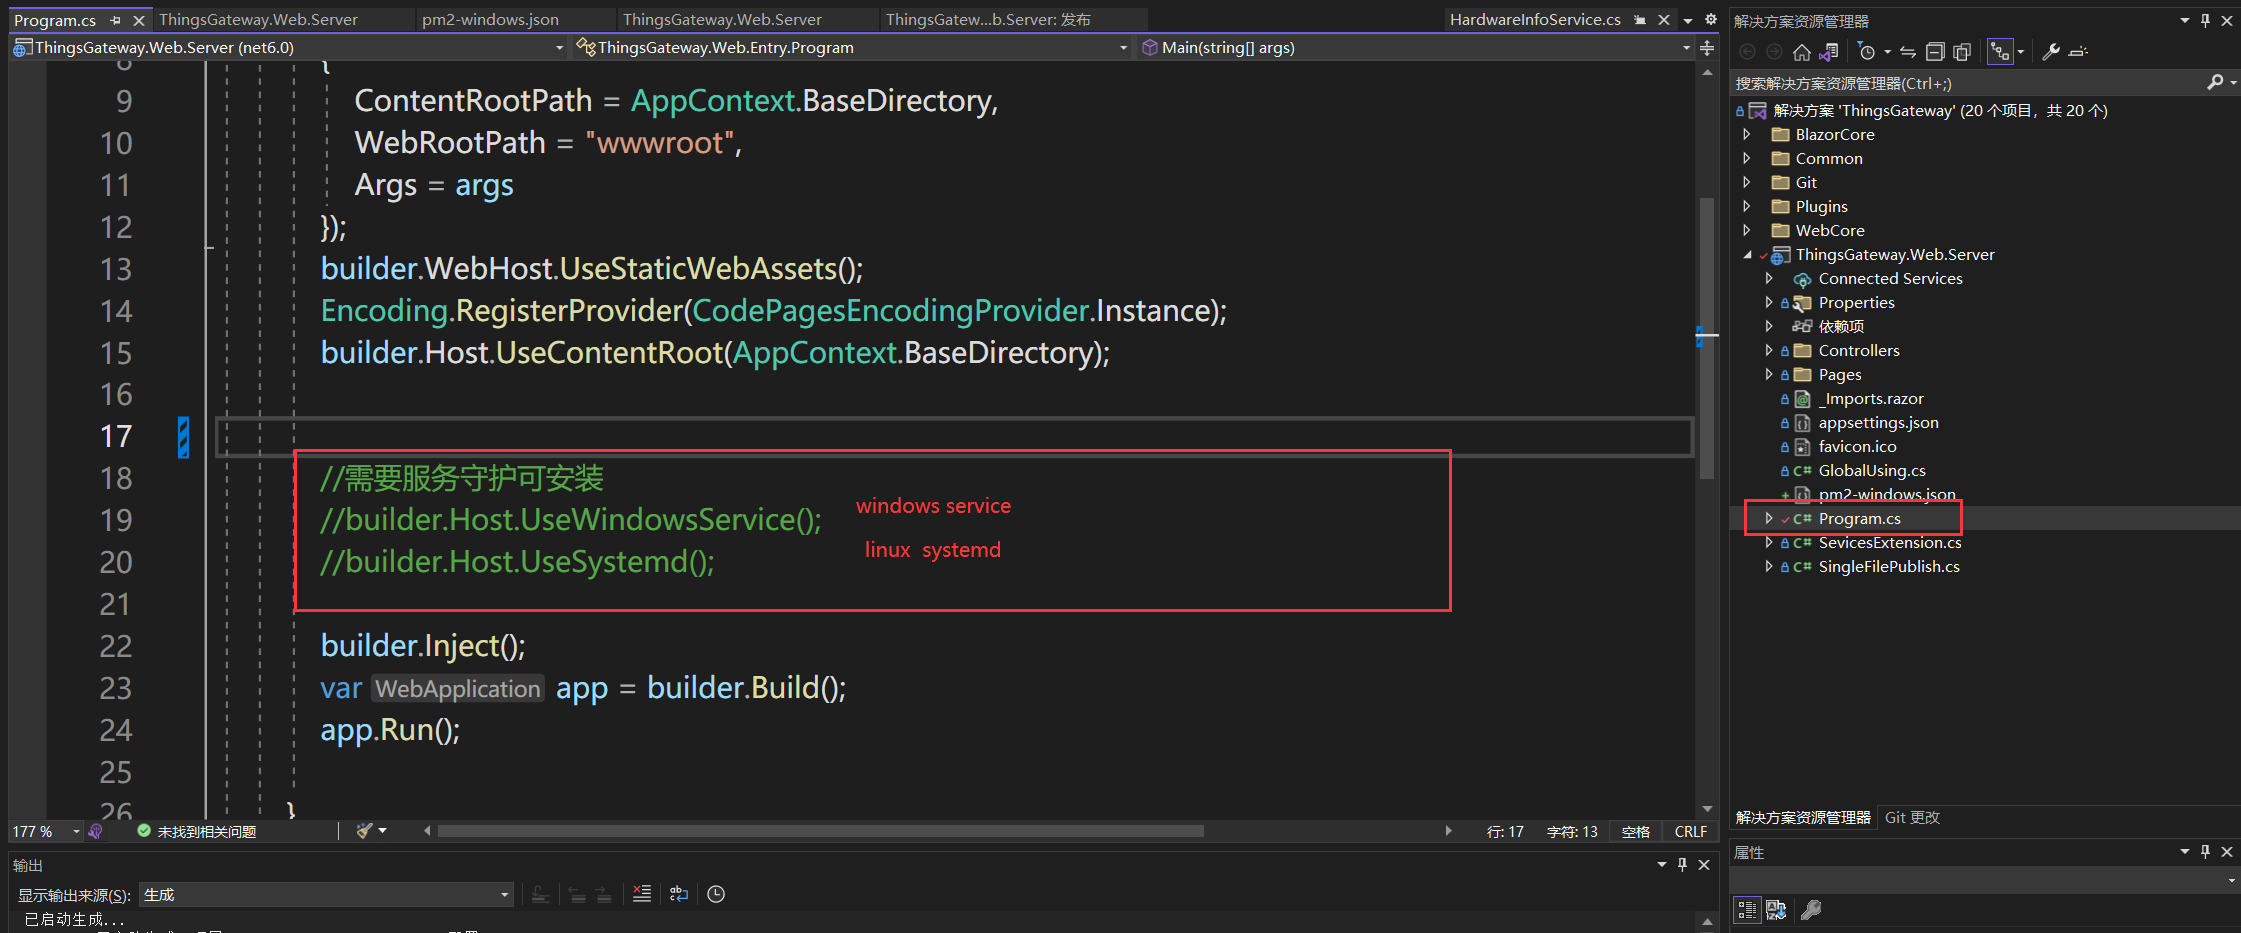 Program.cs
ThingsGateway.Web.Server
pm2-windows.json
ThingsGateway.Web.Server
ThingsGatew...b.Server: 发布
HardwareInfoService.cs
ThingsGateway.Web.Server (net6.0)
ThingsGateway.Web.Entry.Program
Main(string[] args)
8 {
9 ContentRootPath = AppContext.BaseDirectory,
10 WebRootPath = "wwwroot",
11 Args = args
12 });
13 builder.WebHost.UseStaticWebAssets();
14 Encoding.RegisterProvider(CodePagesEncodingProvider.Instance);
15 builder.Host.UseContentRoot(AppContext.BaseDirectory);
16
17
18 //需要服务守护可安装
19 //builder.Host.UseWindowsService(); windows service
20 //builder.Host.UseSystemd(); linux systemd
21
22 builder.Inject();
23 var WebApplication app = builder.Build();
24 app.Run();
25
26 }
177 %
未找到相关问题
行: 17
字符: 13
空格
CRLF
输出
显示输出来源(S):
生成
已启动生成...
解决方案资源管理器
搜索解决方案资源管理器(Ctrl+;)
解决方案 'ThingsGateway' (20 个项目，共 20 个)
BlazorCore
Common
Git
Plugins
WebCore
ThingsGateway.Web.Server
Connected Services
Properties
依赖项
Controllers
Pages
_Imports.razor
appsettings.json
favicon.ico
C# GlobalUsing.cs
pm2-windows.json
C# Program.cs
C# SevicesExtension.cs
C# SingleFilePublish.cs
解决方案资源管理器
Git 更改
属性